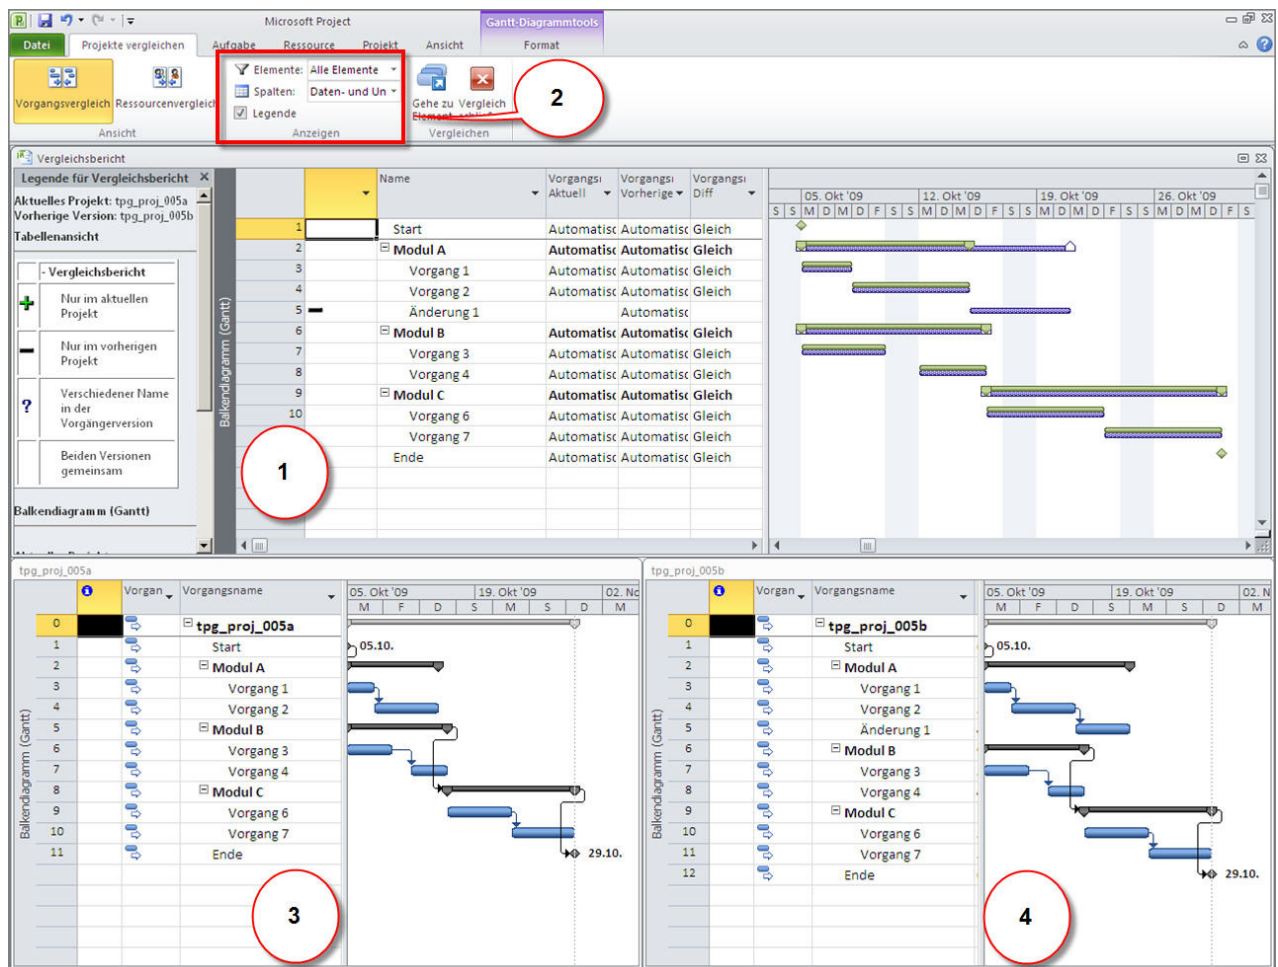 Microsoft Project
Gantt-Diagrammtools
Datei
Projekte vergleichen
Aufgabe
Ressource
Projekt
Ansicht
Format
Vorgangsvergleich
Ressourcenvergleich
Ansicht
Elemente: Alle Elemente
Spalten: Daten- und Un
Legende
Anzeigen
Gehe zu
Element
Vergleich
Vergleichen
2
Vergleichsbericht
Legende für Vergleichsbericht
Aktuelles Projekt: tpg_proj_005a
Vorherige Version: tpg_proj_005b
Tabellenansicht
- Vergleichsbericht
Nur im aktuellen
Projekt
Nur im vorherigen
Projekt
?
Verschiedener Name
in der
Vorgängerversion
Beiden Versionen
gemeinsam
Balkendiagramm (Gantt)
Balkendiagramm (Gantt)
Name
Vorgangsı
Aktuell
Vorgangsı
Vorherige
Vorgangsı
Diff
05. Okt '09 12. Okt '09 19. Okt '09 26. Okt '09
S S M D M D F S S M D M D F S S M D M D F S S M D M D F S
1 Start Automatisc Automatisc Gleich
2 Modul A Automatisc Automatisc Gleich
3 Vorgang 1 Automatisc Automatisc Gleich
4 Vorgang 2 Automatisc Automatisc Gleich
5 Änderung 1 Automatisc
6 Modul B Automatisc Automatisc Gleich
7 Vorgang 3 Automatisc Automatisc Gleich
8 Vorgang 4 Automatisc Automatisc Gleich
9 Modul C Automatisc Automatisc Gleich
10 Vorgang 6 Automatisc Automatisc Gleich
Vorgang 7 Automatisc Automatisc Gleich
Ende Automatisc Automatisc Gleich
1
tpg_proj_005a
Balkendiagramm (Gantt)
Vorgan Vorgangsname
05. Okt '09 19. Okt '09 02. No
M F D S M S D M
0 tpg_proj_005a
1 Start 05.10.
2 Modul A
3 Vorgang 1
4 Vorgang 2
5 Modul B
6 Vorgang 3
7 Vorgang 4
8 Modul C
9 Vorgang 6
10 Vorgang 7
11 Ende 29.10.
3
tpg_proj_005b
Balkendiagramm (Gantt)
Vorgan Vorgangsname
05. Okt '09 19. Okt '09 02. N
M F D S M S D M
0 tpg_proj_005b
1 Start 05.10.
2 Modul A
3 Vorgang 1
4 Vorgang 2
5 Änderung 1
6 Modul B
7 Vorgang 3
8 Vorgang 4
9 Modul C
10 Vorgang 6
11 Vorgang 7
12 Ende 29.10.
4